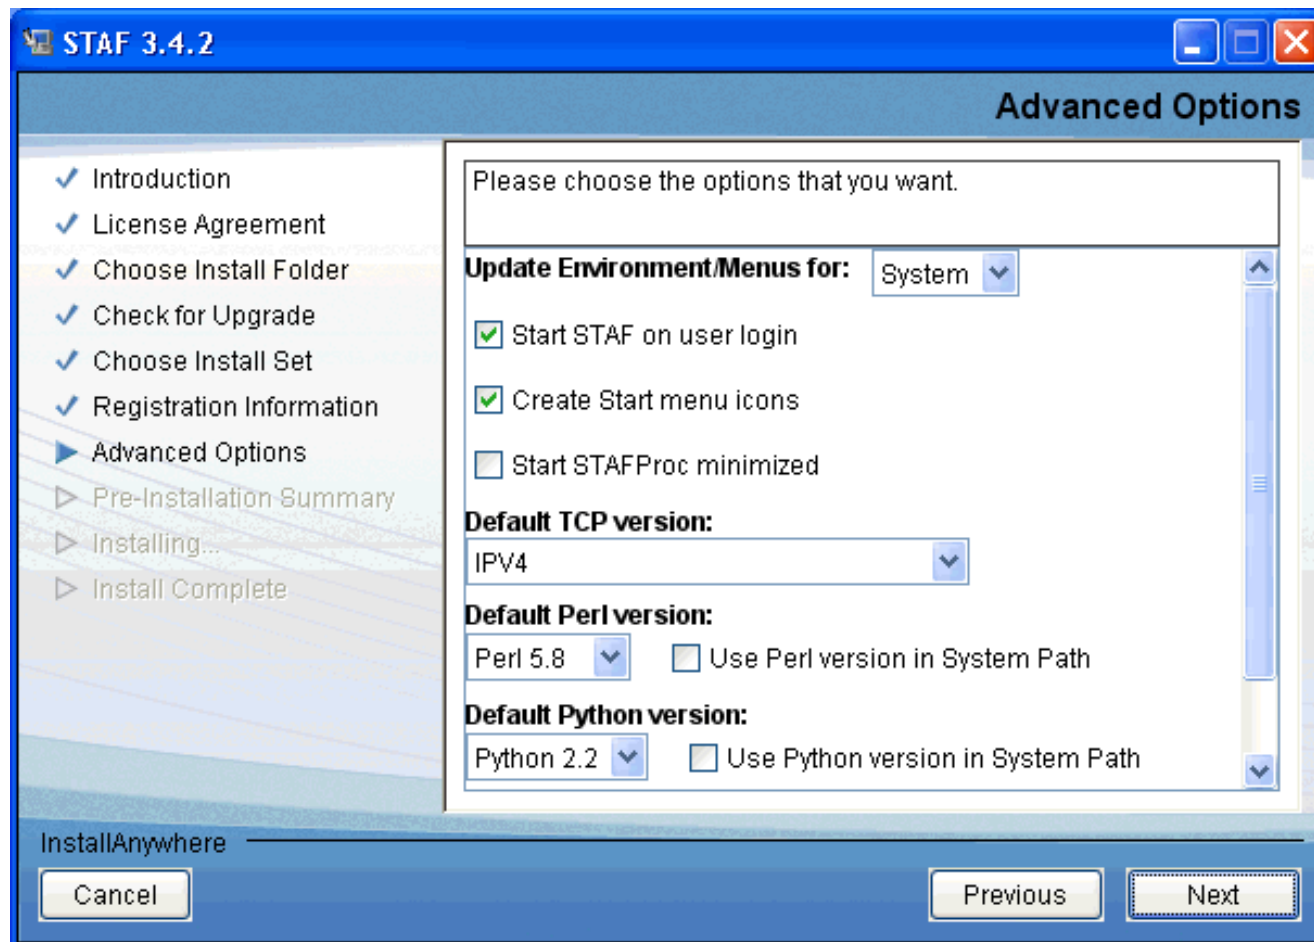 STAF 3.4.2
Advanced Options
Introduction
License Agreement
Choose Install Folder
Check for Upgrade
Choose Install Set
Registration Information
Advanced Options
Pre-Installation Summary
Installing...
Install Complete
Please choose the options that you want.
Update Environment/Menus for: System
Start STAF on user login
Create Start menu icons
Start STAFProc minimized
Default TCP version:
IPV4
Default Perl version:
Perl 5.8 Use Perl version in System Path
Default Python version:
Python 2.2 Use Python version in System Path
InstallAnywhere
Cancel Previous Next